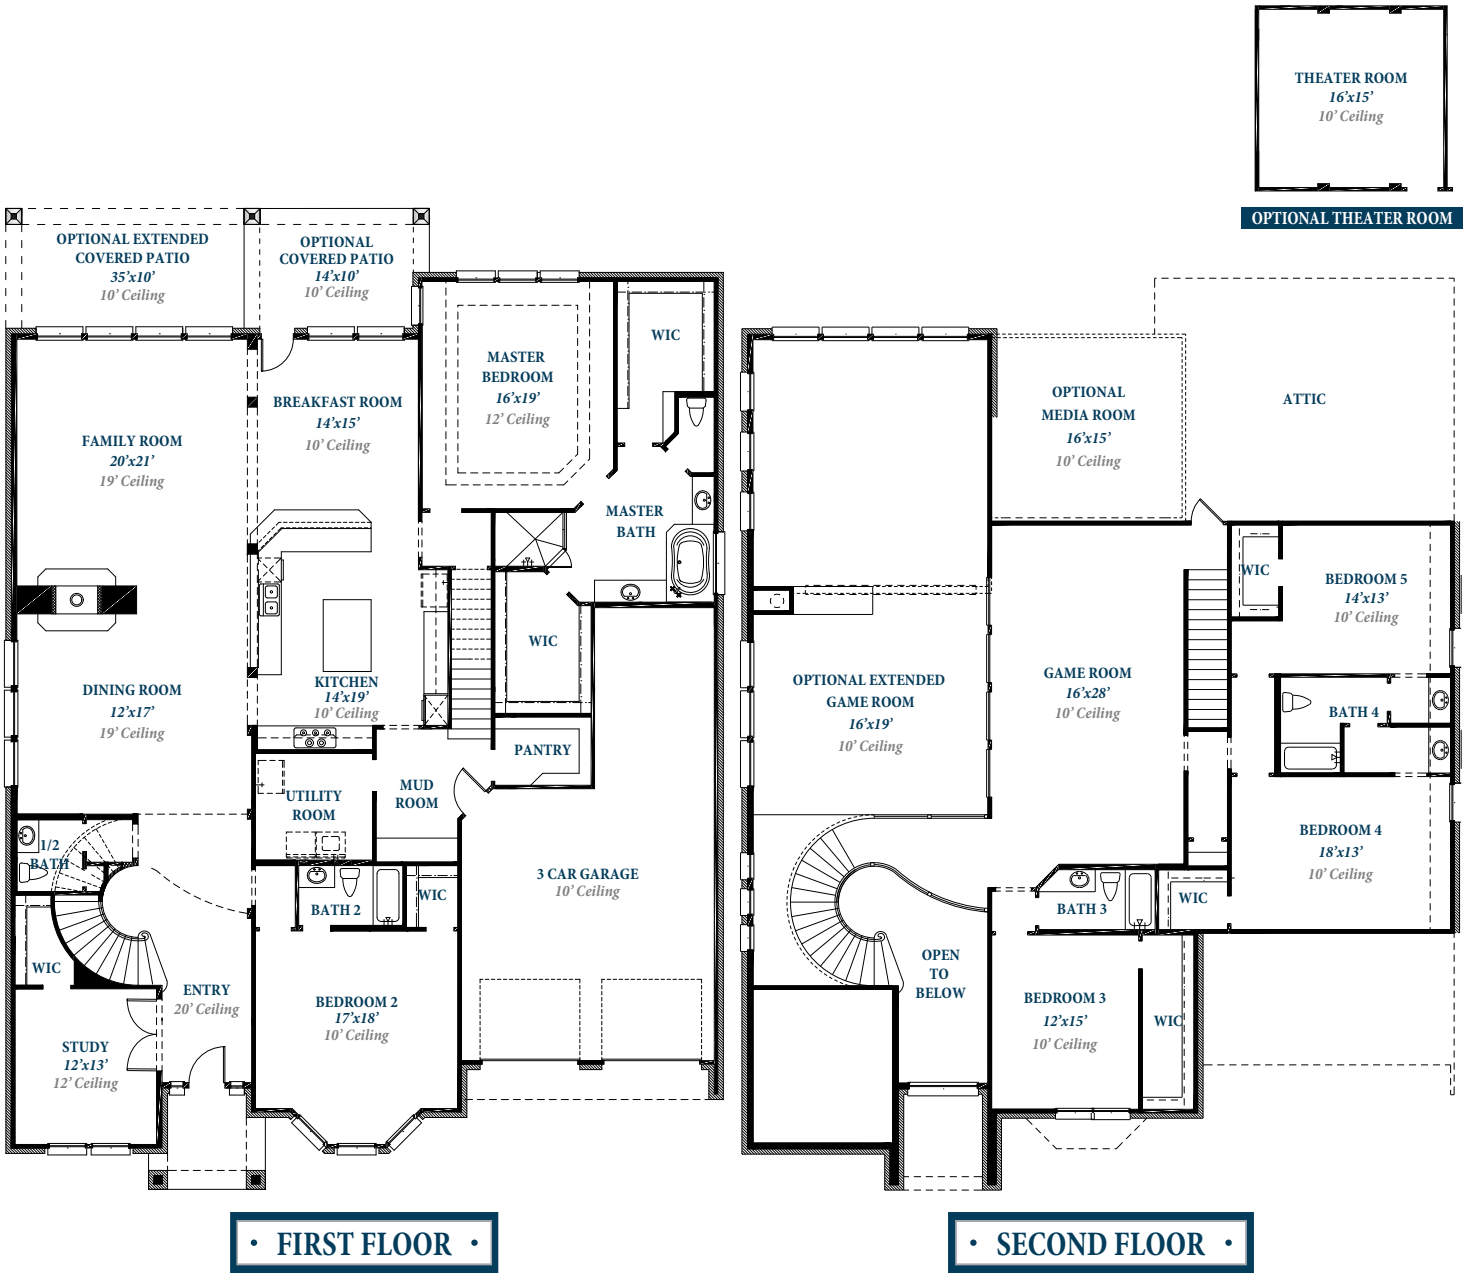 THEATER ROOM
16'x15'
10' Ceiling
OPTIONAL THEATER ROOM
OPTIONAL EXTENDED
COVERED PATIO
35'x10'
10' Ceiling
OPTIONAL
COVERED PATIO
14'x10'
10' Ceiling
WIC
MASTER
BEDROOM
16'x19'
12' Ceiling
BREAKFAST ROOM
14'x15'
10' Ceiling
FAMILY ROOM
20'x21'
19' Ceiling
MASTER
BATH
WIC
KITCHEN
14'x19'
10' Ceiling
DINING ROOM
12'x17'
19' Ceiling
PANTRY
MUD
ROOM
UTILITY
ROOM
1/2
BATH
3 CAR GARAGE
10' Ceiling
WIC
BATH 2
WIC
ENTRY
20' Ceiling
BEDROOM 2
17'x18'
10' Ceiling
STUDY
12'x13'
12' Ceiling
• FIRST FLOOR •
OPTIONAL
MEDIA ROOM
16'x15'
10' Ceiling
ATTIC
WIC
BEDROOM 5
14'x13'
10' Ceiling
GAME ROOM
16'x28'
10' Ceiling
OPTIONAL EXTENDED
GAME ROOM
16'x19'
10' Ceiling
BATH 4
BEDROOM 4
18'x13'
10' Ceiling
WIC
BATH 3
OPEN
TO
BELOW
BEDROOM 3
12'x15'
10' Ceiling
WIC
• SECOND FLOOR •